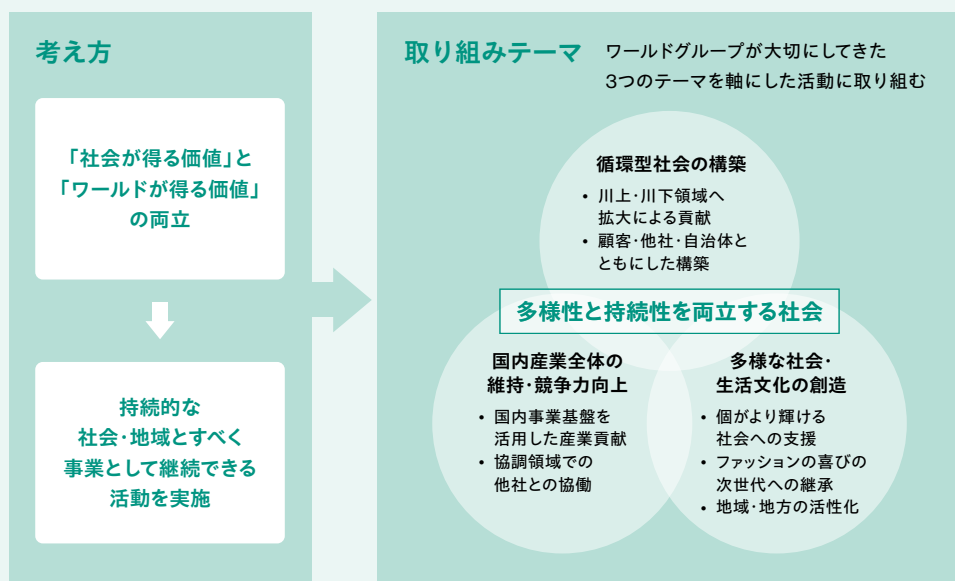 考え方
「社会が得る価値」と
「ワールドが得る価値」
の両立
持続的な
社会・地域とすべく
事業として継続できる
活動を実施
取り組みテーマ
ワールドグループが大切にしてきた
3つのテーマを軸にした活動に取り組む
循環型社会の構築
• 川上・川下領域へ
拡大による貢献
• 顧客・他社・自治体と
ともにした構築
多様性と持続性を両立する社会
国内産業全体の
維持・競争力向上
• 国内事業基盤を
活用した産業貢献
• 協調領域での
他社との協働
多様な社会・
生活文化の創造
• 個がより輝ける
社会への支援
• ファッションの喜びの
次世代への継承
• 地域・地方の活性化